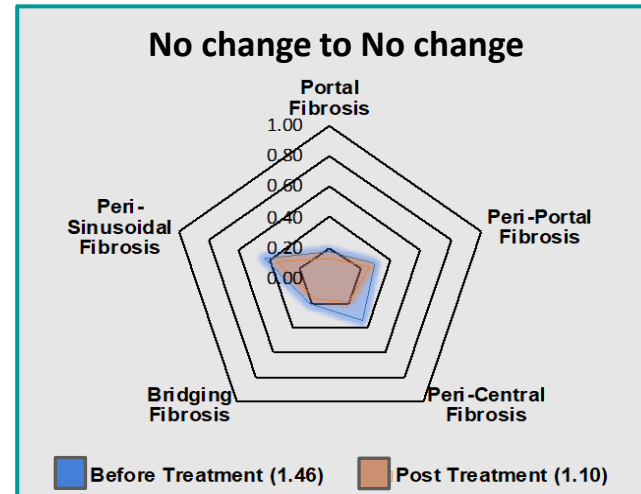 No change to No change
Portal
Fibrosis
1.00
0.80
0.60
0.40
0.20
0.00
Peri-
Sinusoidal
Fibrosis
Peri-Portal
Fibrosis
Bridging
Fibrosis
Peri-Central
Fibrosis
Before Treatment (1.46)
Post Treatment (1.10)